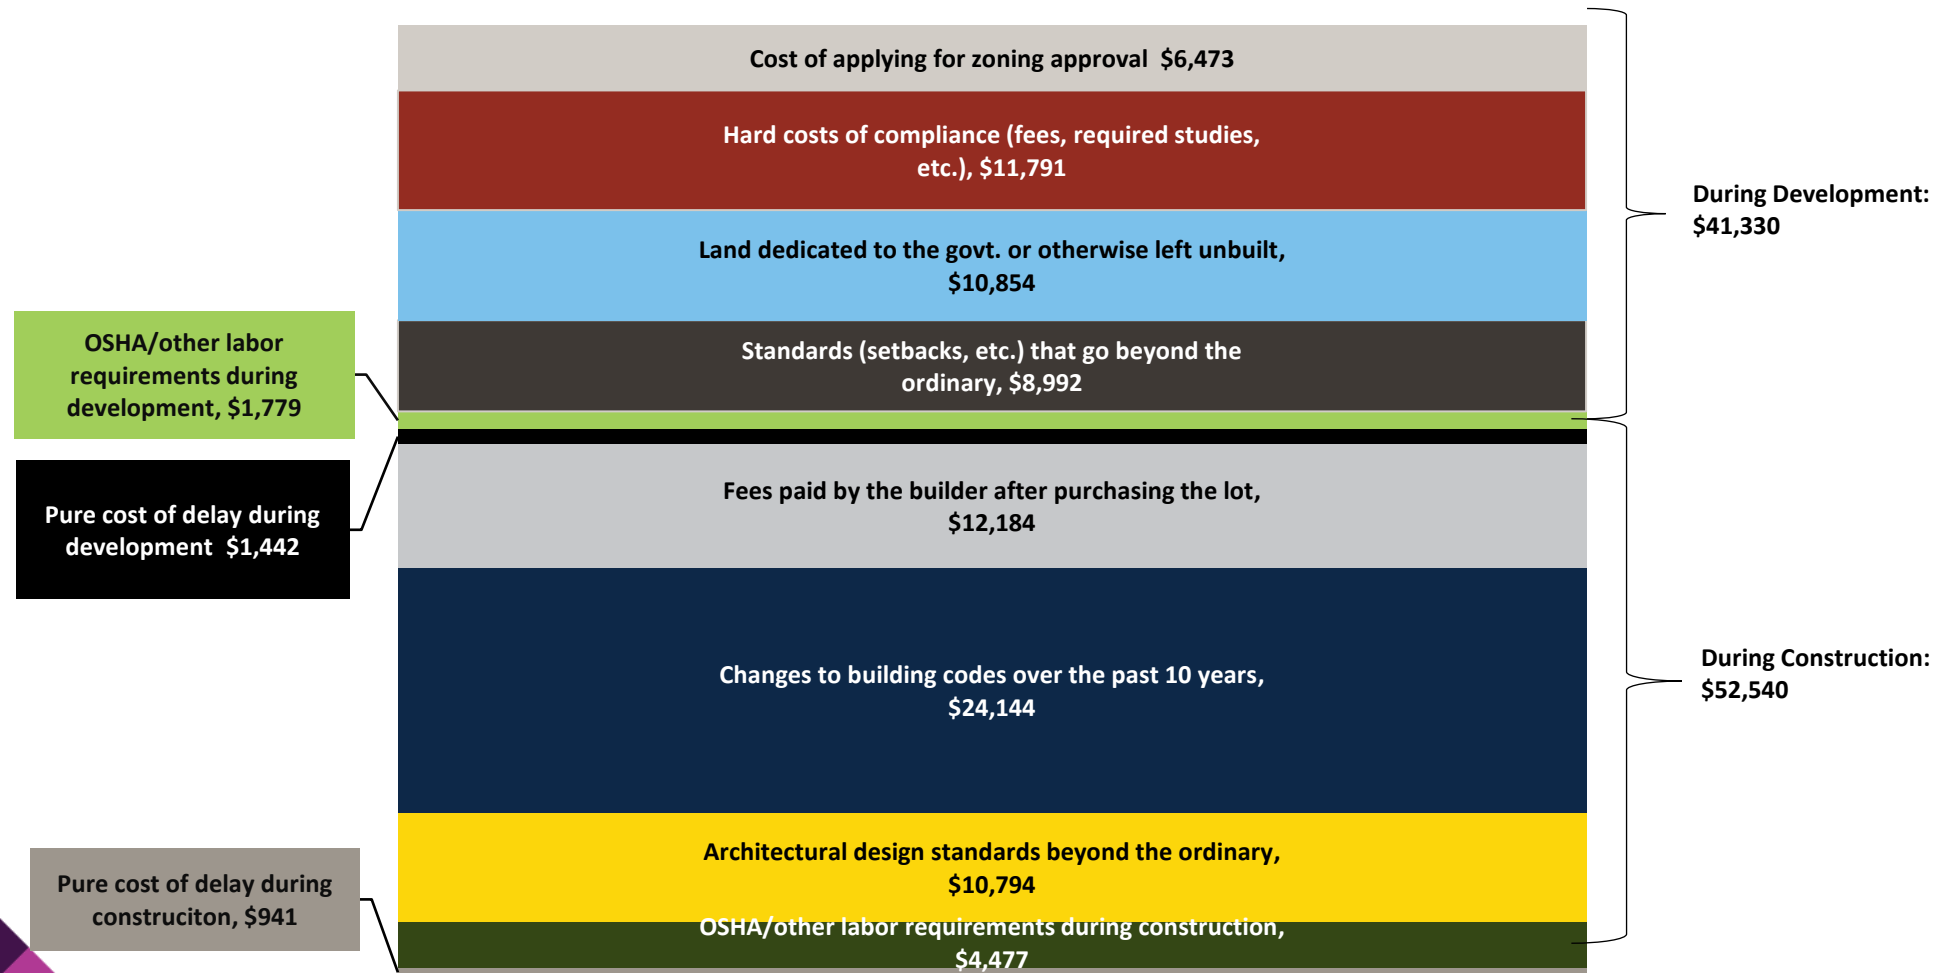 Cost of applying for zoning approval  $6,473
Hard costs of compliance (fees, required studies,
etc.), $11,791
During Development:
$41,330
Land dedicated to the govt. or otherwise left unbuilt,
$10,854
OSHA/other labor
requirements during
development, $1,779
Standards (setbacks, etc.) that go beyond the
ordinary, $8,992
Pure cost of delay during
development  $1,442
Fees paid by the builder after purchasing the lot,
$12,184
Changes to building codes over the past 10 years,
$24,144
During Construction:
$52,540
Architectural design standards beyond the ordinary,
$10,794
Pure cost of delay during
construciton, $941
OSHA/other labor requirements during construction,
$4,477